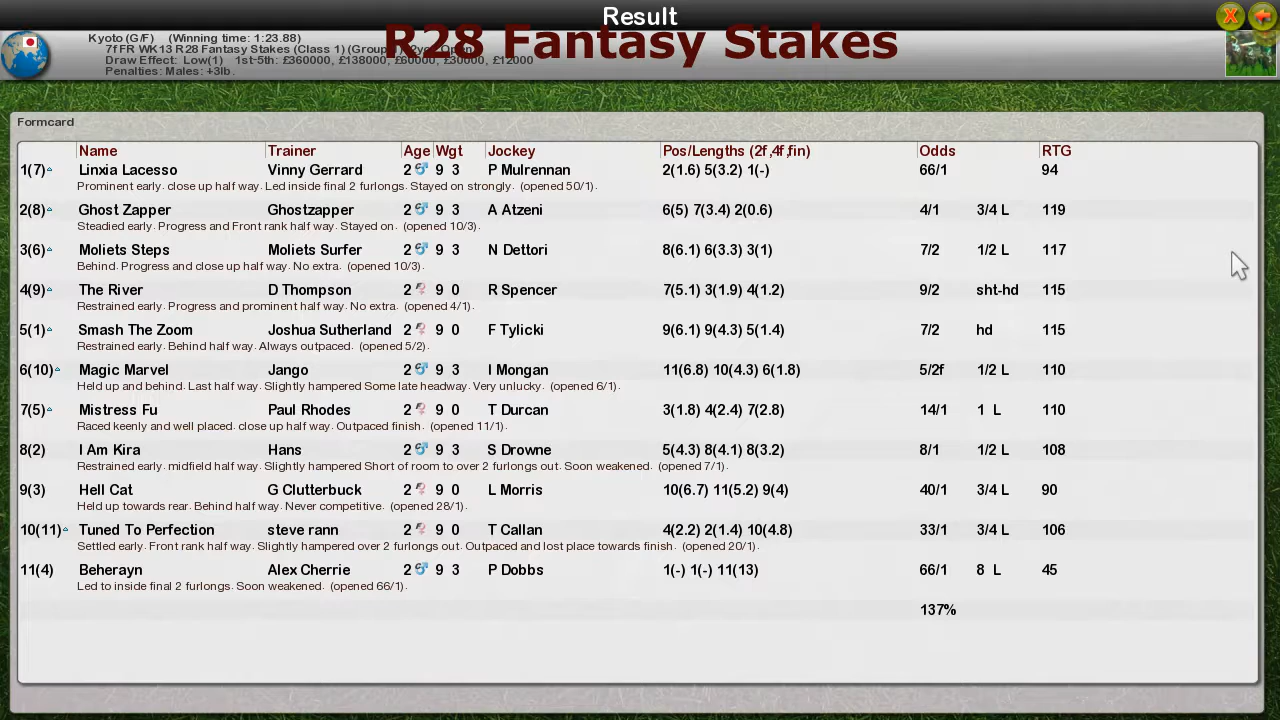 Result
R28 Fantasy Stakes
Kyoto (G/F) (Winning time: 1:23.88)
7f FR WK13 R28 Fantasy Stakes (Class 1) (Group
Draw Effect: Low(1) 1st-5th: £360000, £138000, £60000, £30000, £12000
Penalties: Males: +3lb.
Formcard
Name Trainer Age Wgt Jockey Pos/Lengths (2f,4f,fin) Odds RTG
1(7) Linxia Lacesso Vinny Gerrard 2 9 3 P Mulrennan 2(1.6) 5(3.2) 1(-) 66/1 94
Prominent early. close up half way. Led inside final 2 furlongs. Stayed on strongly. (opened 50/1).
2(8) Ghost Zapper Ghostzapper 2 9 3 A Atzeni 6(5) 7(3.4) 2(0.6) 4/1 3/4 L 119
Steadied early. Progress and Front rank half way. Stayed on. (opened 10/3).
3(6) Moliets Steps Moliets Surfer 2 9 3 N Dettori 8(6.1) 6(3.3) 3(1) 7/2 1/2 L 117
Behind. Progress and close up half way. No extra. (opened 10/3).
4(9) The River D Thompson 2 9 0 R Spencer 7(5.1) 3(1.9) 4(1.2) 9/2 sht-hd 115
Restrained early. Progress and prominent half way. No extra. (opened 4/1).
5(1) Smash The Zoom Joshua Sutherland 2 9 0 F Tylicki 9(6.1) 9(4.3) 5(1.4) 7/2 hd 115
Restrained early. Behind half way. Always outpaced. (opened 5/2).
6(10) Magic Marvel Jango 2 9 3 I Mongan 11(6.8) 10(4.3) 6(1.8) 5/2f 1/2 L 110
Held up and behind. Last half way. Slightly hampered Some late headway. Very unlucky. (opened 6/1).
7(5) Mistress Fu Paul Rhodes 2 9 0 T Durcan 3(1.8) 4(2.4) 7(2.8) 14/1 1 L 110
Raced keenly and well placed. close up half way. Outpaced finish. (opened 11/1).
8(2) I Am Kira Hans 2 9 3 S Drowne 5(4.3) 8(4.1) 8(3.2) 8/1 1/2 L 108
Restrained early. midfield half way. Slightly hampered Short of room to over 2 furlongs out. Soon weakened. (opened 7/1).
9(3) Hell Cat G Clutterbuck 2 9 0 L Morris 10(6.7) 11(5.2) 9(4) 40/1 3/4 L 90
Held up towards rear. Behind half way. Never competitive. (opened 28/1).
10(11) Tuned To Perfection steve rann 2 9 0 T Callan 4(2.2) 2(1.4) 10(4.8) 33/1 3/4 L 106
Settled early. Front rank half way. Slightly hampered over 2 furlongs out. Outpaced and lost place towards finish. (opened 20/1).
11(4) Beherayn Alex Cherrie 2 9 3 P Dobbs 1(-) 1(-) 11(13) 66/1 8 L 45
Led to inside final 2 furlongs. Soon weakened. (opened 66/1).
137%